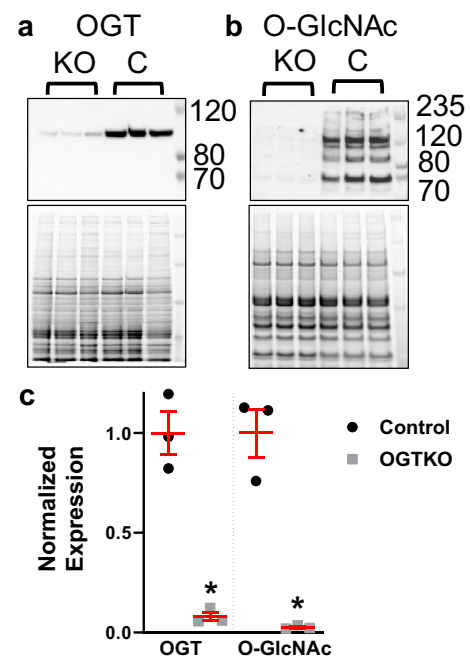 a OGT b O-GlcNAc
KO C KO C
120
80
70
235
120
80
70
c
Normalized
Expression
1.0
0.5
0.0
*
*
OGT O-GlcNAc
Control
OGTKO